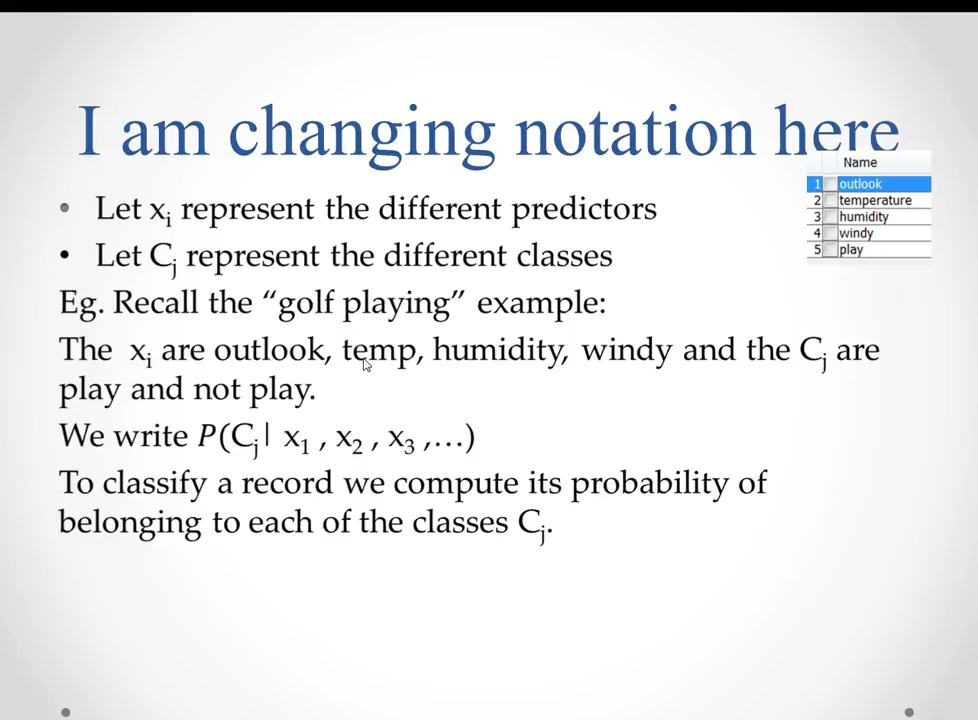 I am changing notation here
Name
1 outlook
2 temperature
3 humidity
4 windy
5 play
• Let xi represent the different predictors
• Let Cj represent the different classes
Eg. Recall the “golf playing” example:
The xi are outlook, temp, humidity, windy and the Cj are
play and not play.
We write P(Cj| x1 , x2 , x3 ,…)
To classify a record we compute its probability of
belonging to each of the classes Cj.